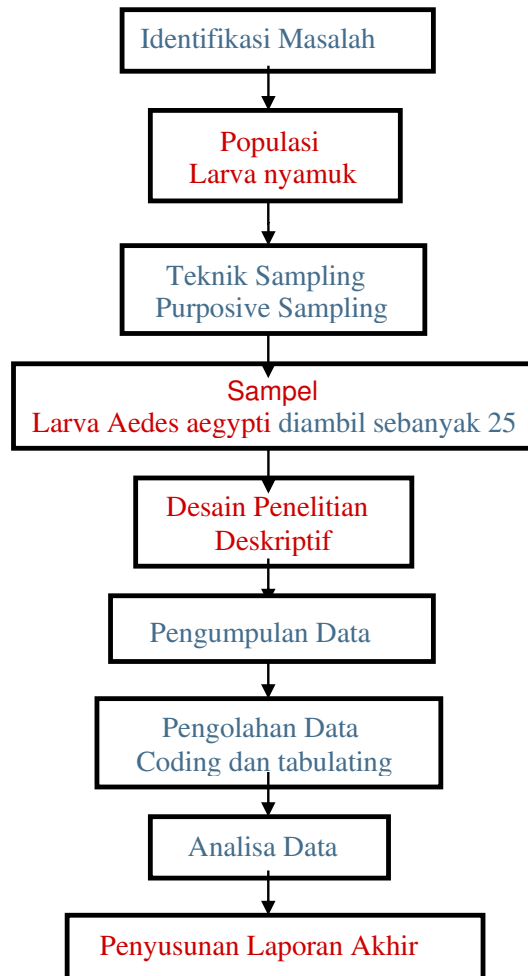 Identifikasi Masalah
Populasi
Larva nyamuk
Teknik Sampling
Purposive Sampling
Sampel
Larva Aedes aegypti diambil sebanyak 25
Desain Penelitian
Deskriptif
Pengumpulan Data
Pengolahan Data
Coding dan tabulating
Analisa Data
Penyusunan Laporan Akhir